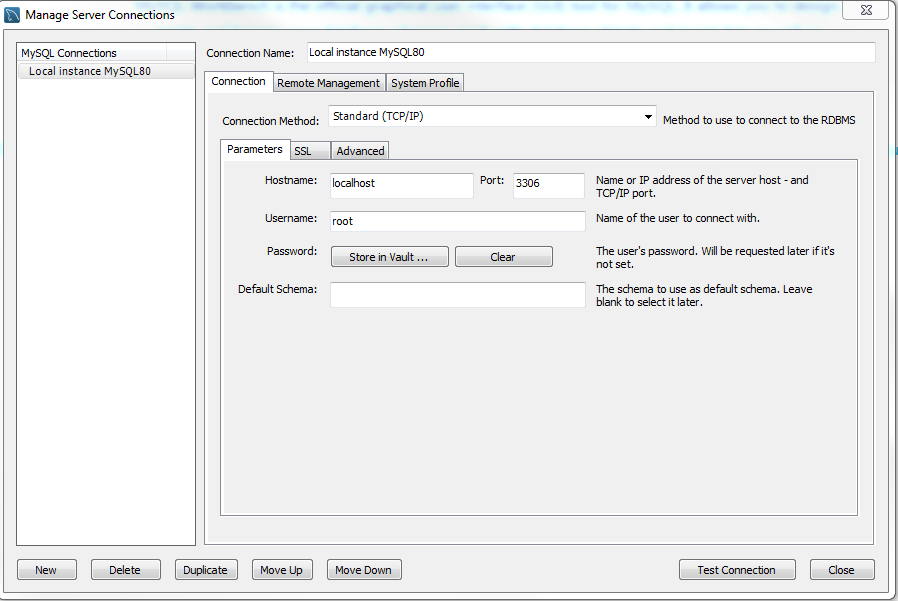 Manage Server Connections
MySQL Connections
Local instance MySQL80
Connection Name:
Local instance MySQL80
Connection
Remote Management
System Profile
Connection Method:
Standard (TCP/IP)
Method to use to connect to the RDBMS
Parameters
SSL
Advanced
Hostname:
localhost
Port:
3306
Name or IP address of the server host - and
TCP/IP port.
Username:
root
Name of the user to connect with.
Password:
Store in Vault ...
Clear
The user's password. Will be requested later if it's
not set.
Default Schema:
The schema to use as default schema. Leave
blank to select it later.
New
Delete
Duplicate
Move Up
Move Down
Test Connection
Close